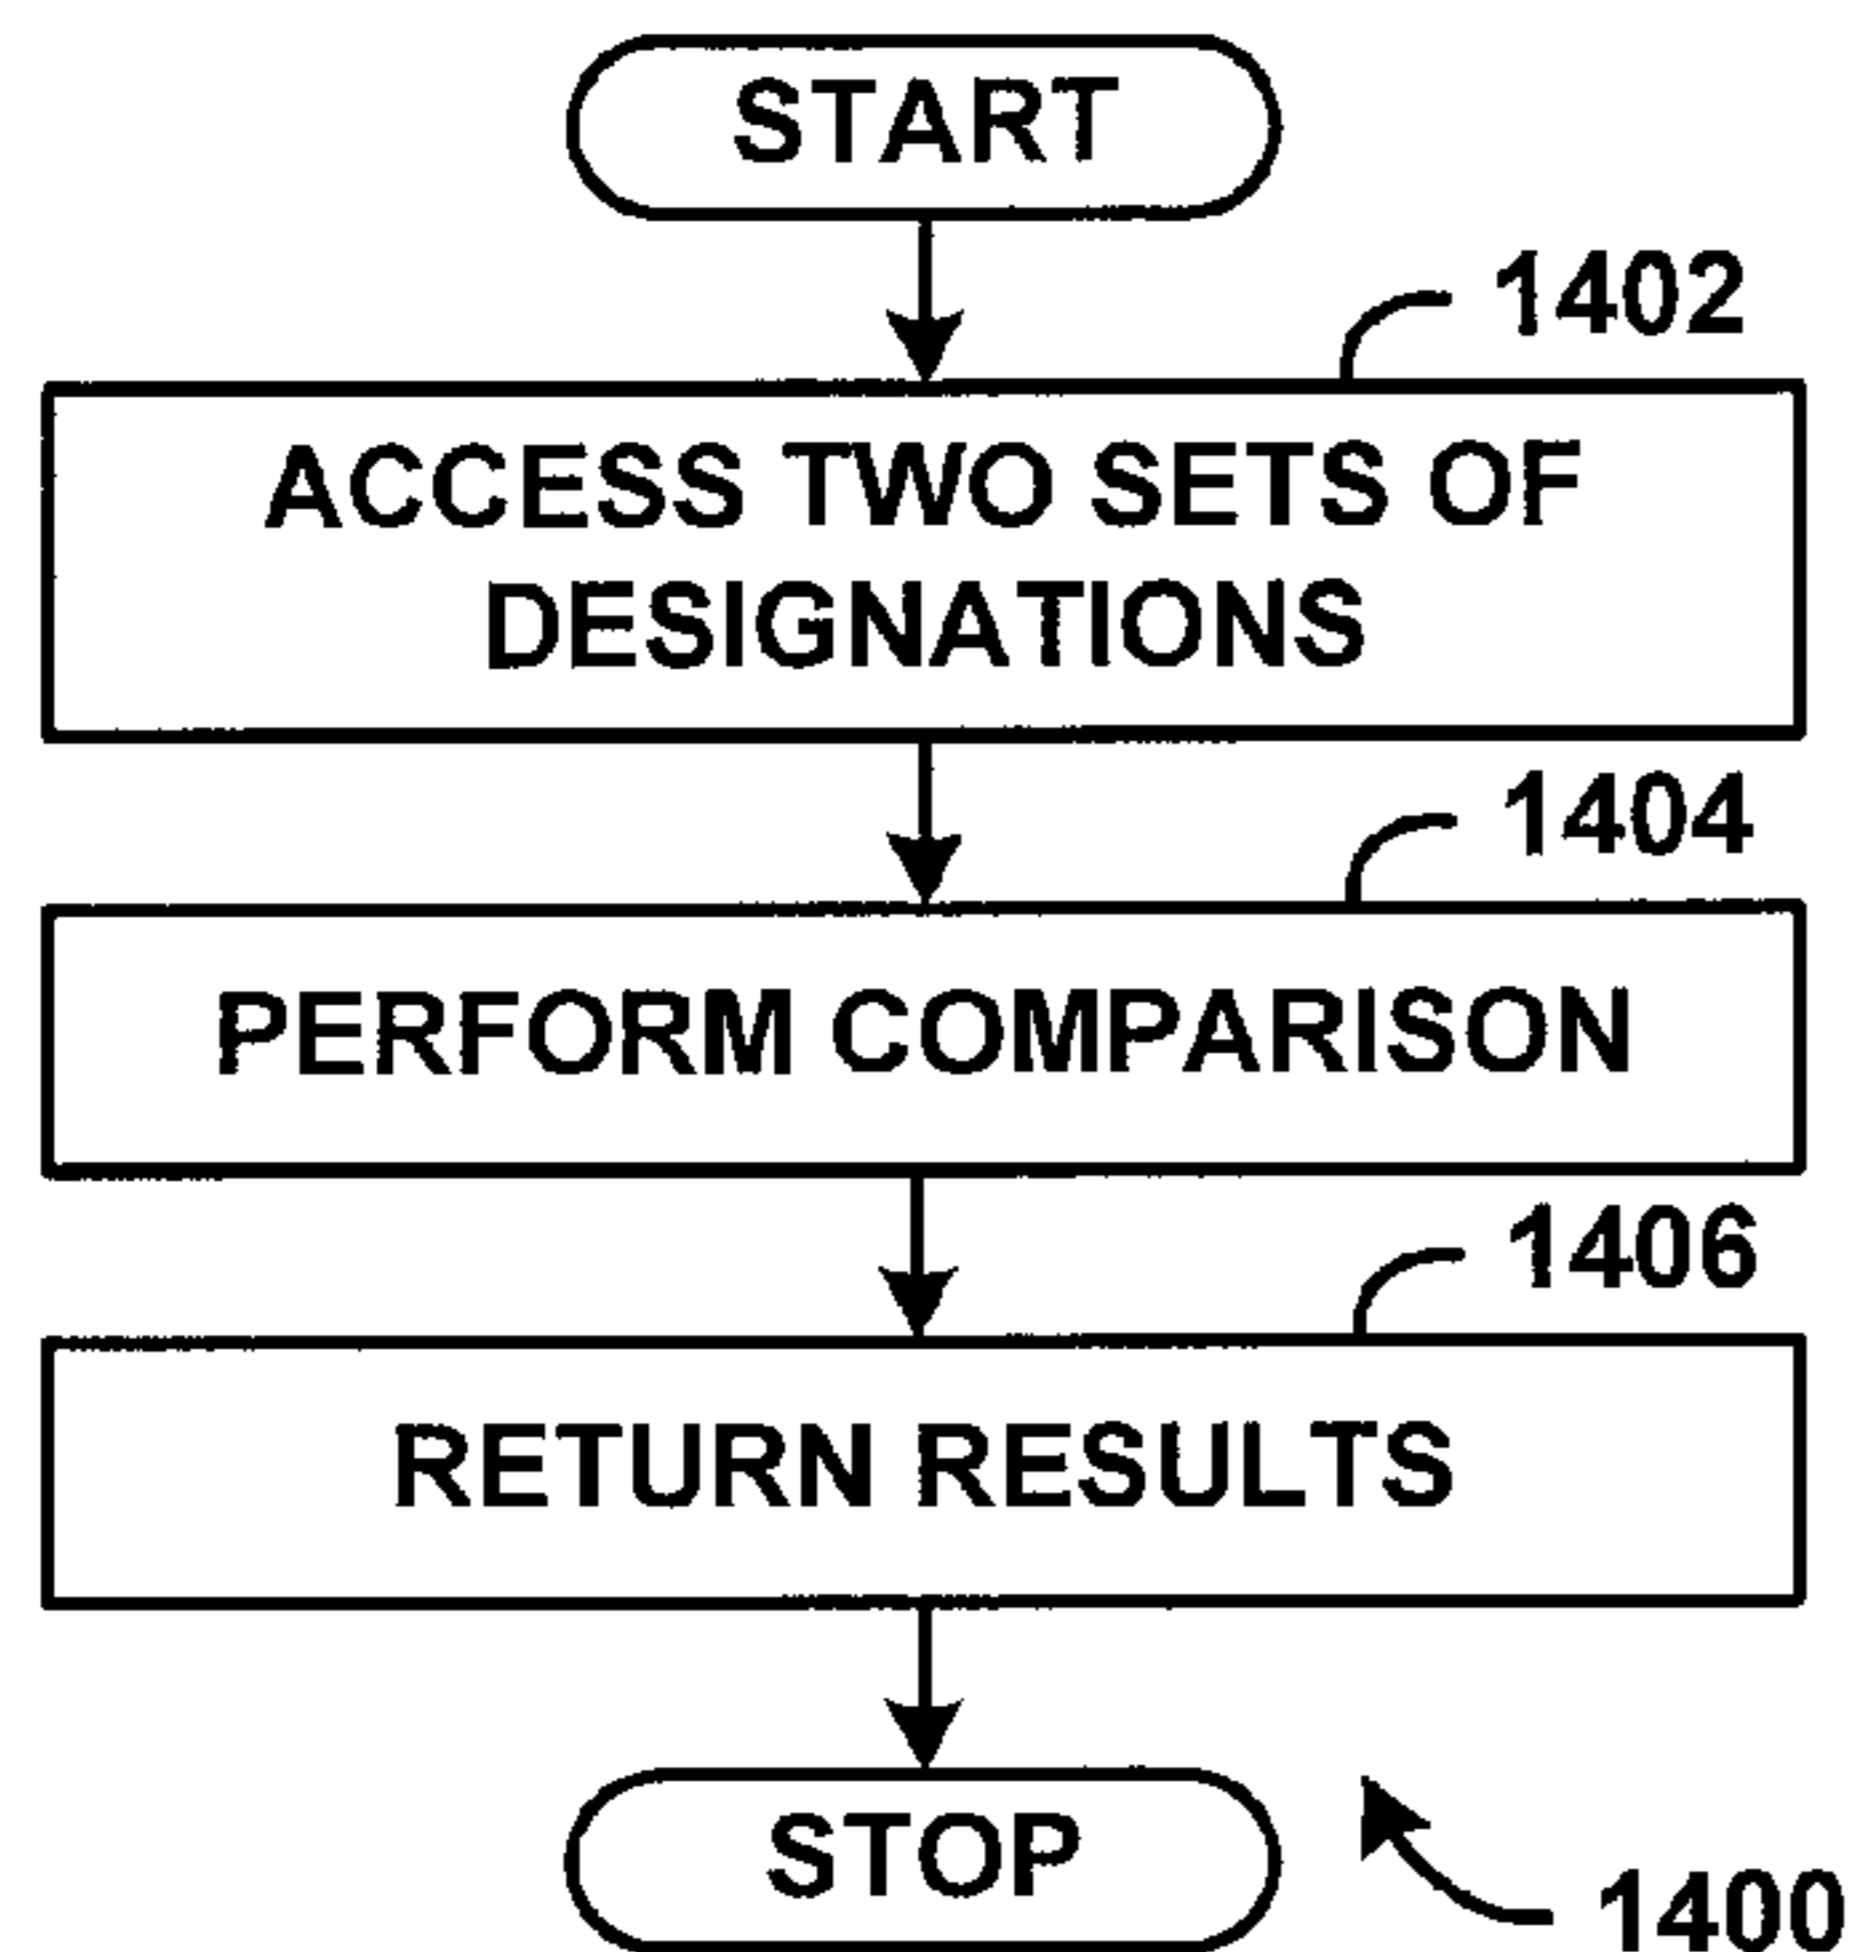 START
1402
ACCESS TWO SETS OF
DESIGNATIONS
1404
PERFORM COMPARISON
1406
RETURN RESULTS
STOP
1400